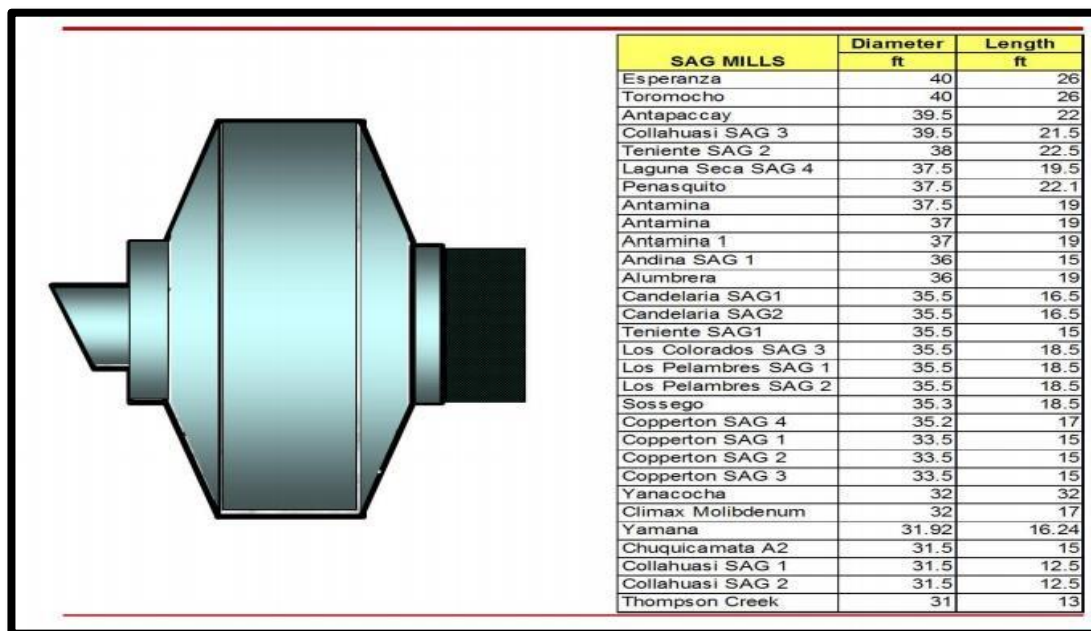 SAG MILLS Diameter Length
ft ft
Esperanza 40 26
Toromocho 40 26
Antapaccay 39.5 22
Collahuasi SAG 3 39.5 21.5
Teniente SAG 2 38 22.5
Laguna Seca SAG 4 37.5 19.5
Penasquito 37.5 22.1
Antamina 37.5 19
Antamina 37 19
Antamina 1 37 19
Andina SAG 1 36 15
Alumbrera 36 19
Candelaria SAG1 35.5 16.5
Candelaria SAG2 35.5 16.5
Teniente SAG1 35.5 15
Los Colorados SAG 3 35.5 18.5
Los Pelambres SAG 1 35.5 18.5
Los Pelambres SAG 2 35.5 18.5
Sossego 35.3 18.5
Copperton SAG 4 35.2 17
Copperton SAG 1 33.5 15
Copperton SAG 2 33.5 15
Copperton SAG 3 33.5 15
Yanacocha 32 32
Climax Molibdenum 32 17
Yamana 31.92 16.24
Chuquicamata A2 31.5 15
Collahuasi SAG 1 31.5 12.5
Collahuasi SAG 2 31.5 12.5
Thompson Creek 31 13